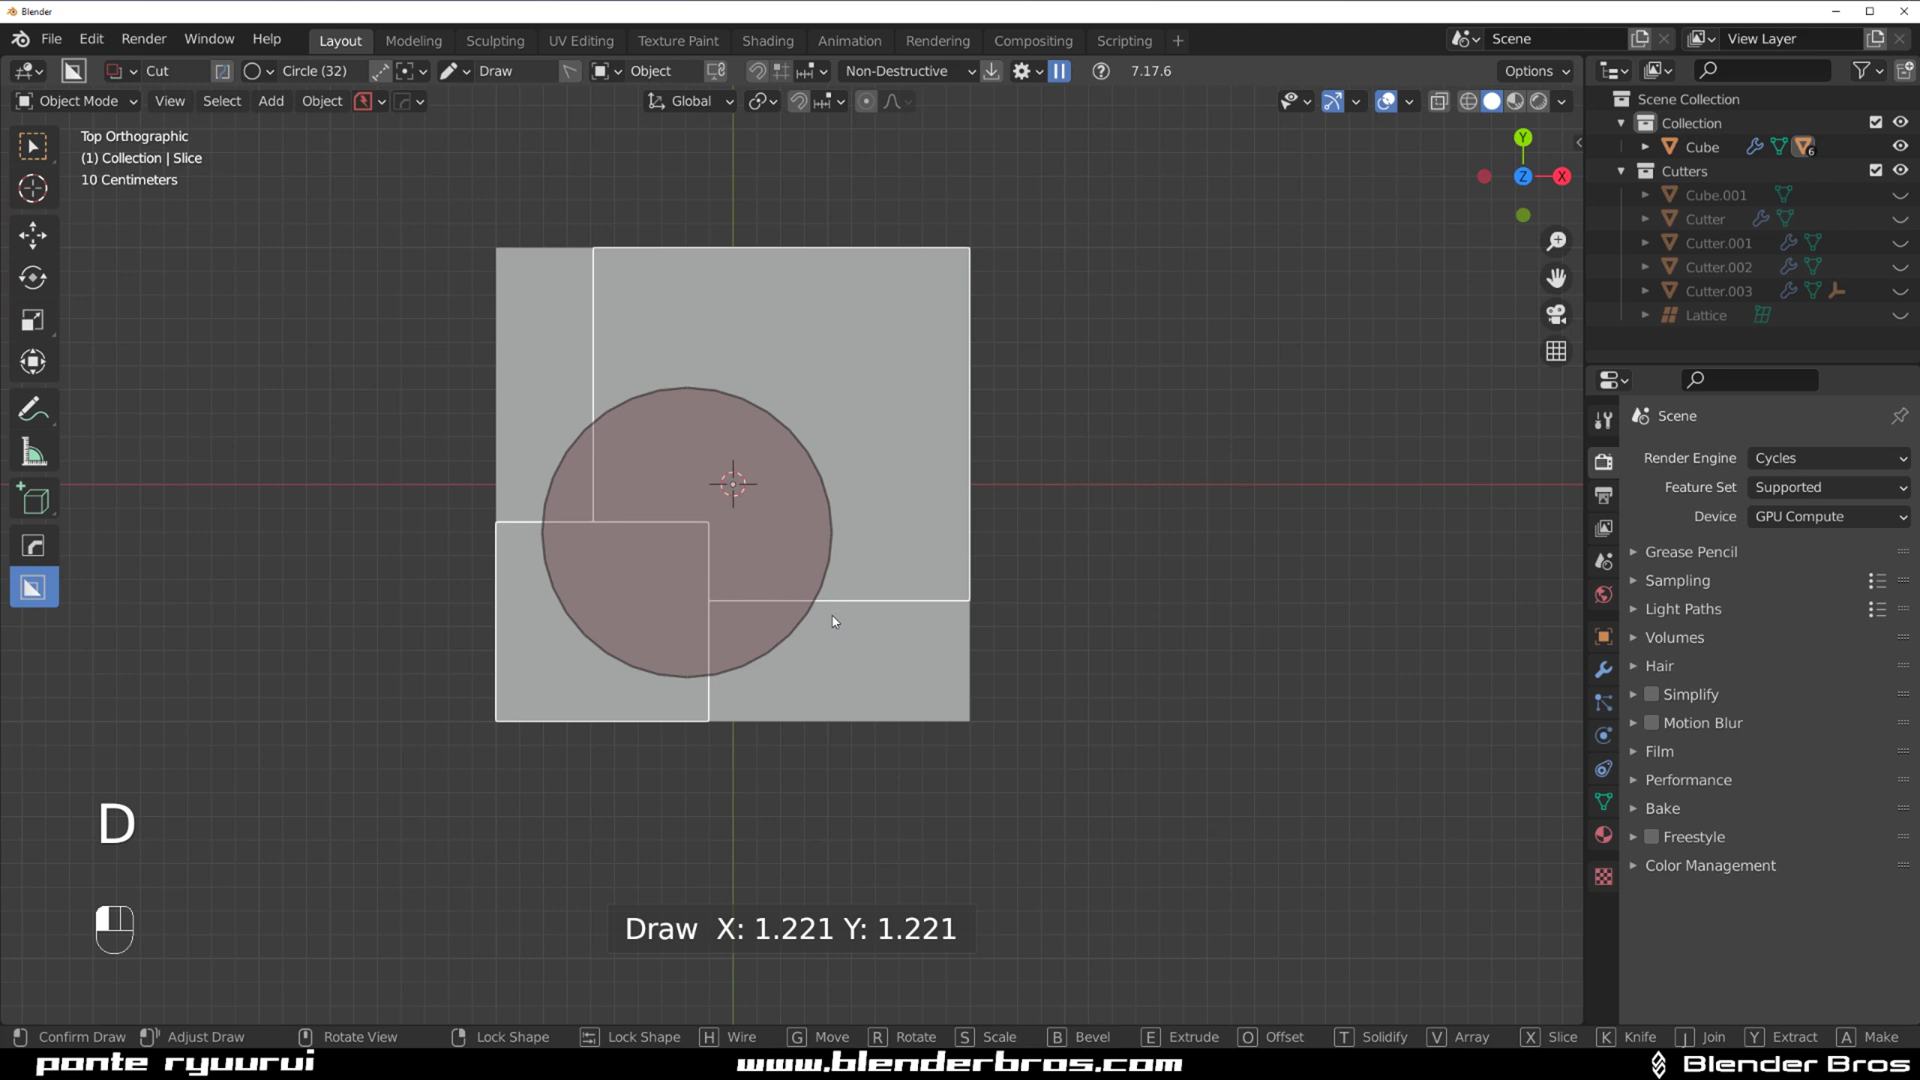 Blender
File Edit Render Window Help Layout Modeling Sculpting UV Editing Texture Paint Shading Animation Rendering Compositing Scripting + Scene View Layer
Cut Circle (32) Draw Object Non-Destructive 7.17.6 Options
Object Mode View Select Add Object Global
Top Orthographic
(1) Collection | Slice
10 Centimeters
Y
Z X
Scene Collection
Collection
Cube 6
Cutters
Cube.001
Cutter
Cutter.001
Cutter.002
Cutter.003
Lattice
Scene
Render Engine Cycles
Feature Set Supported
Device GPU Compute
Grease Pencil
Sampling
Light Paths
Volumes
Hair
Simplify
Motion Blur
Film
Performance
Bake
Freestyle
Color Management
D
Draw X: 1.221 Y: 1.221
Confirm Draw Adjust Draw Rotate View Lock Shape Lock Shape H Wire G Move R Rotate S Scale B Bevel E Extrude O Offset T Solidify V Array X Slice K Knife J Join Y Extract A Make
ponte ryuurui www.blenderbros.com Blender Bros